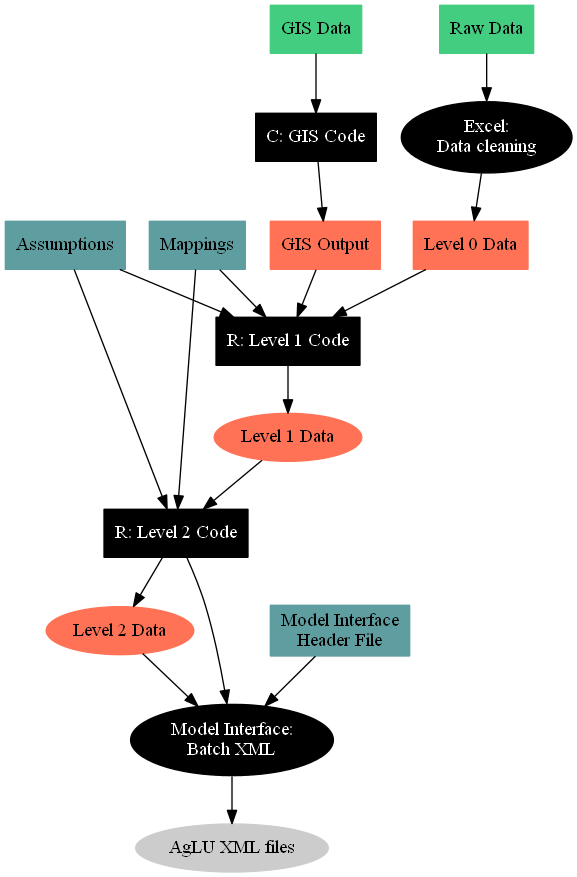 GIS Data
Raw Data
C: GIS Code
Excel:
Data cleaning
Assumptions
Mappings
GIS Output
Level 0 Data
R: Level 1 Code
Level 1 Data
R: Level 2 Code
Level 2 Data
Model Interface
Header File
Model Interface:
Batch XML
AgLU XML files